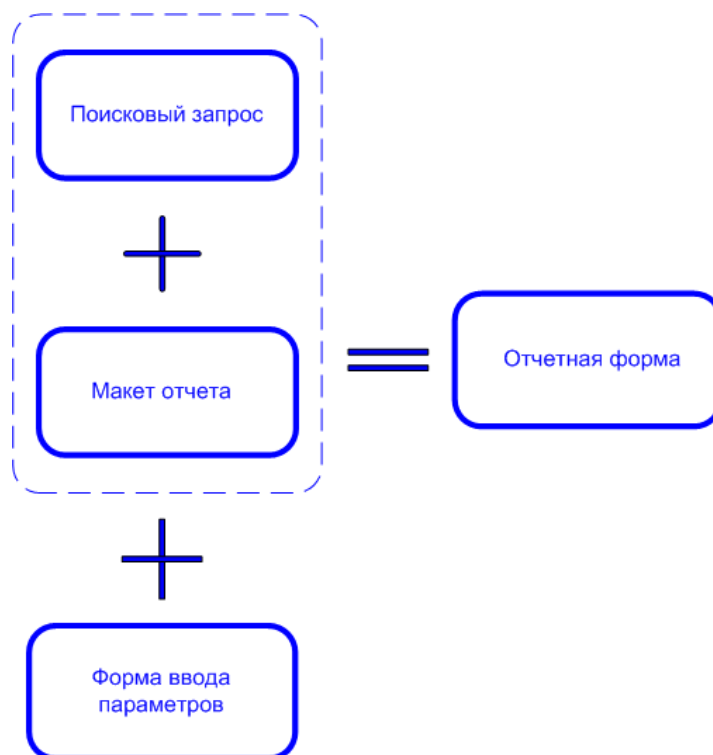 Поисковый запрос
Макет отчета
Отчетная форма
Форма ввода
параметров